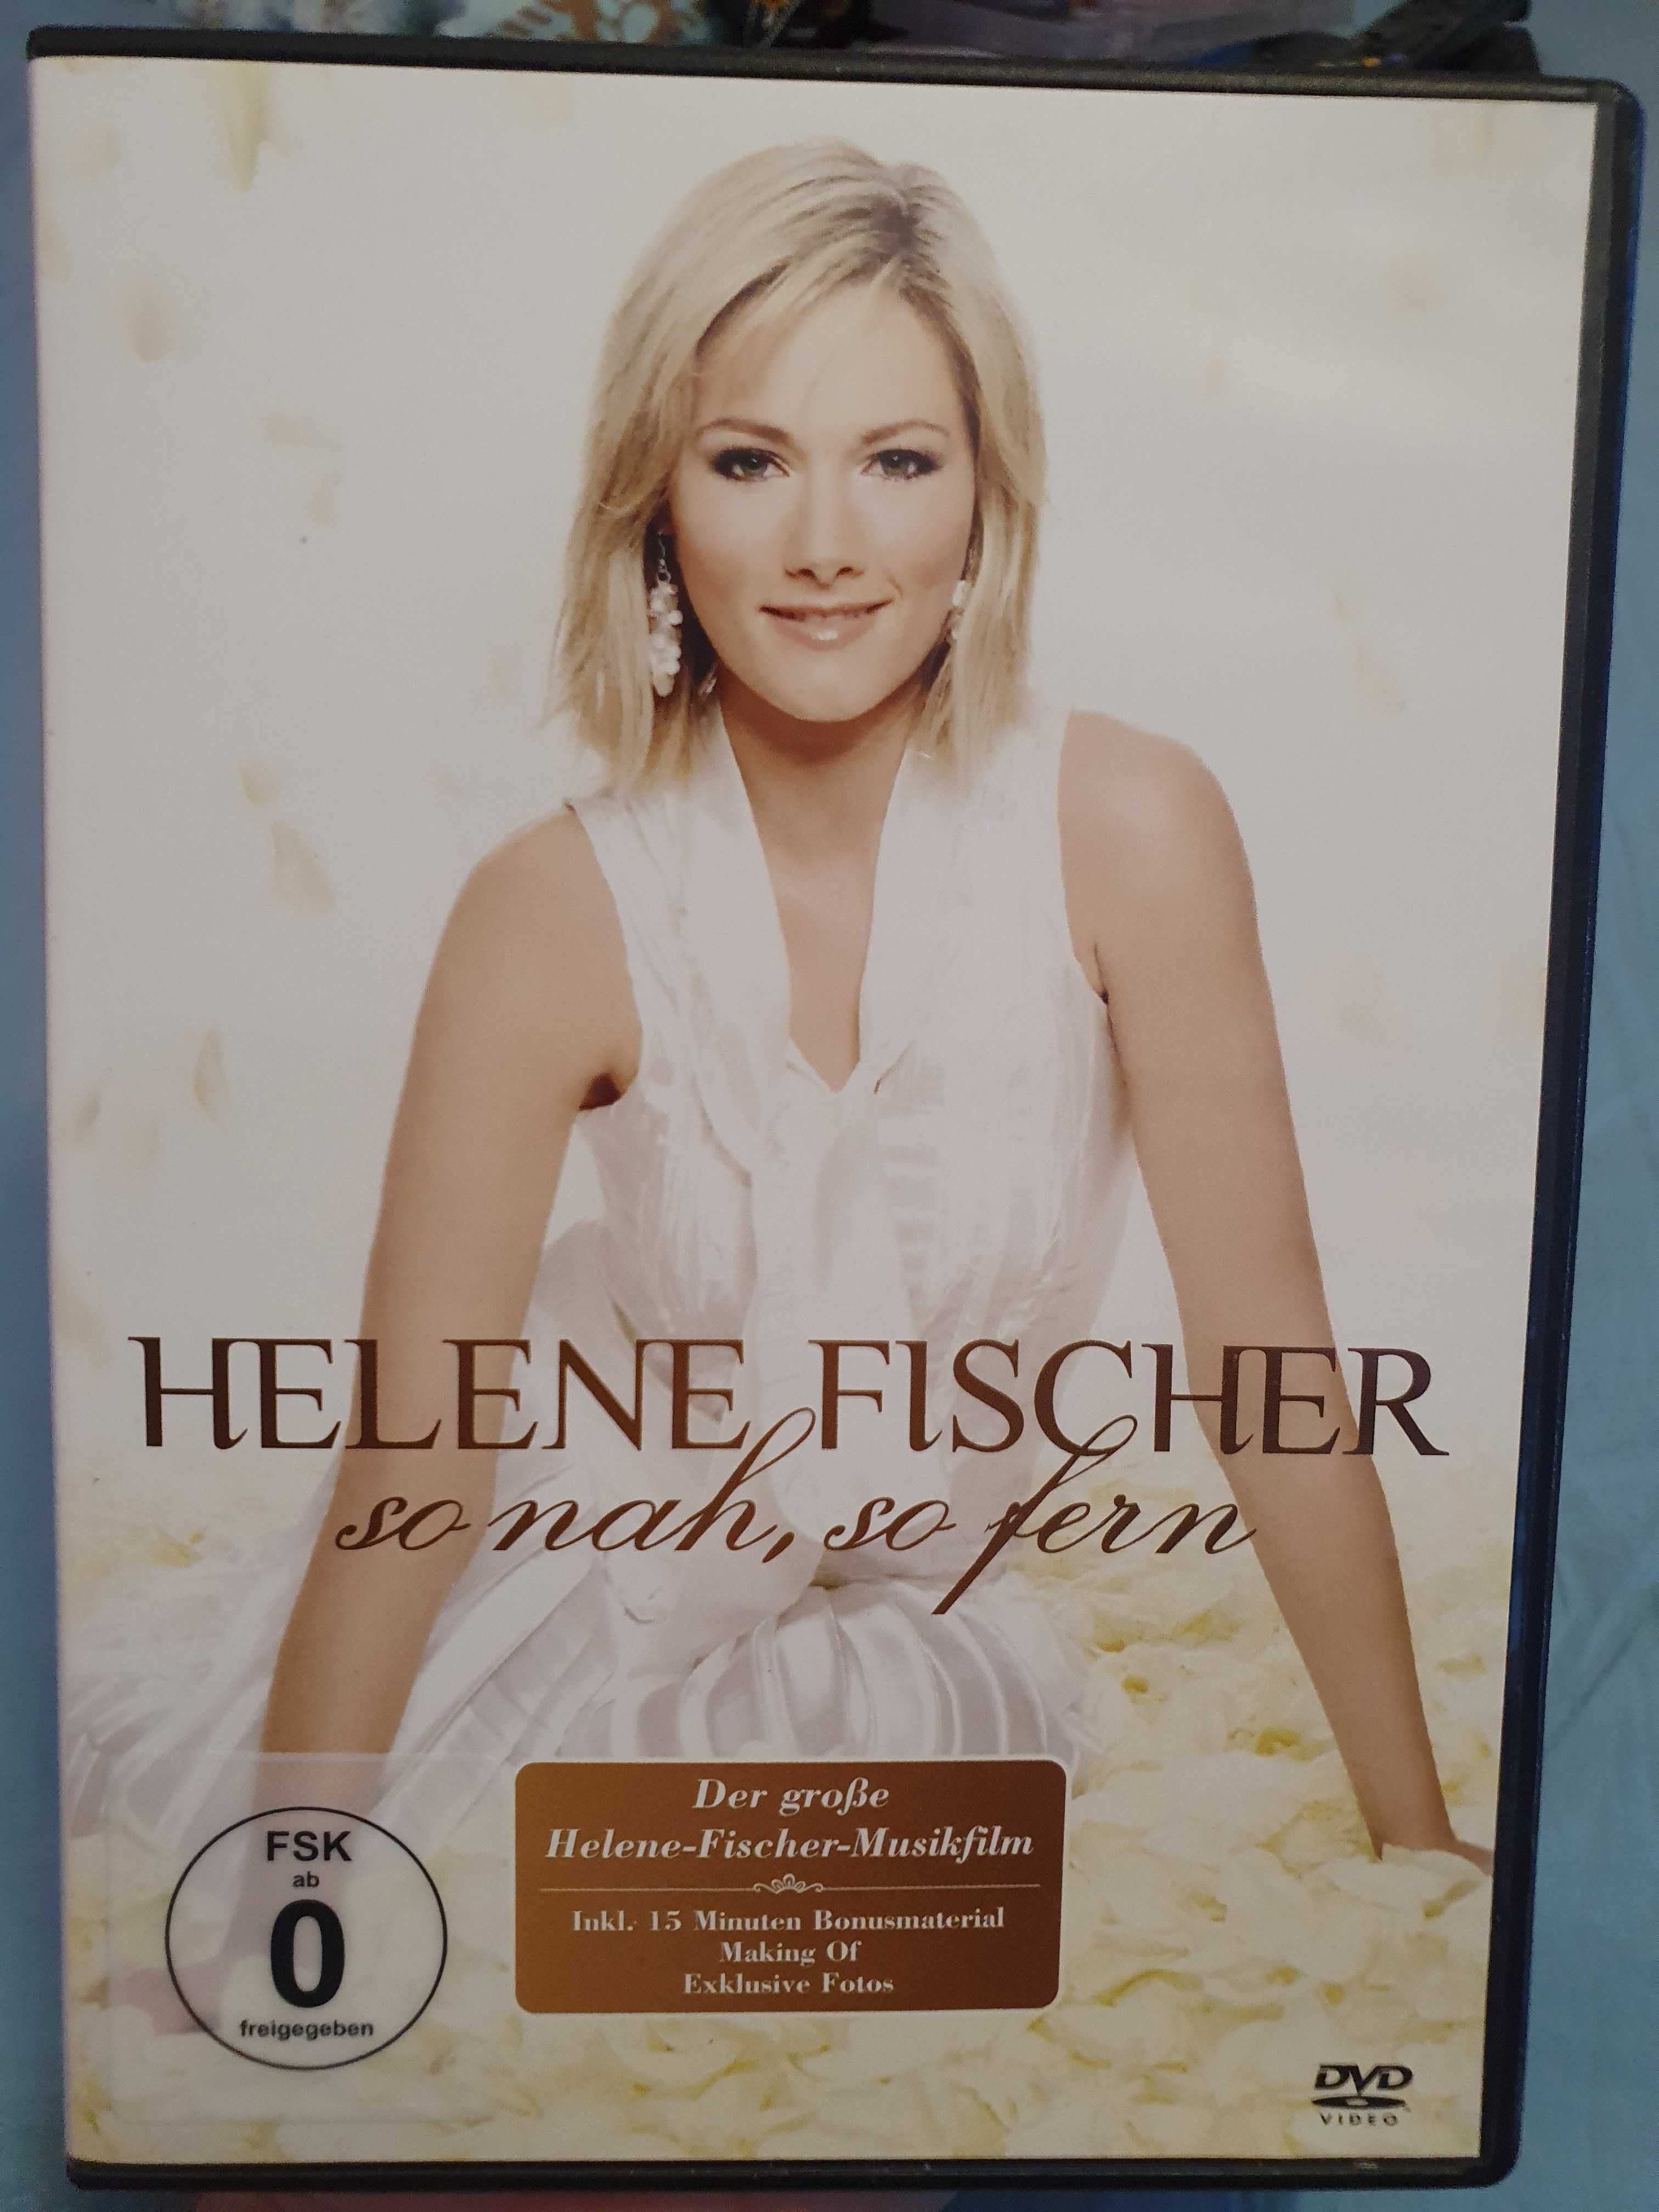 HELENE FISCHER
so nah, so fern
Der große
Helene-Fischer-Musikfilm
Inkl. 15 Minuten Bonusmaterial
Making Of
Exklusive Fotos
FSK
ab
0
freigegeben
DVD
VIDEO